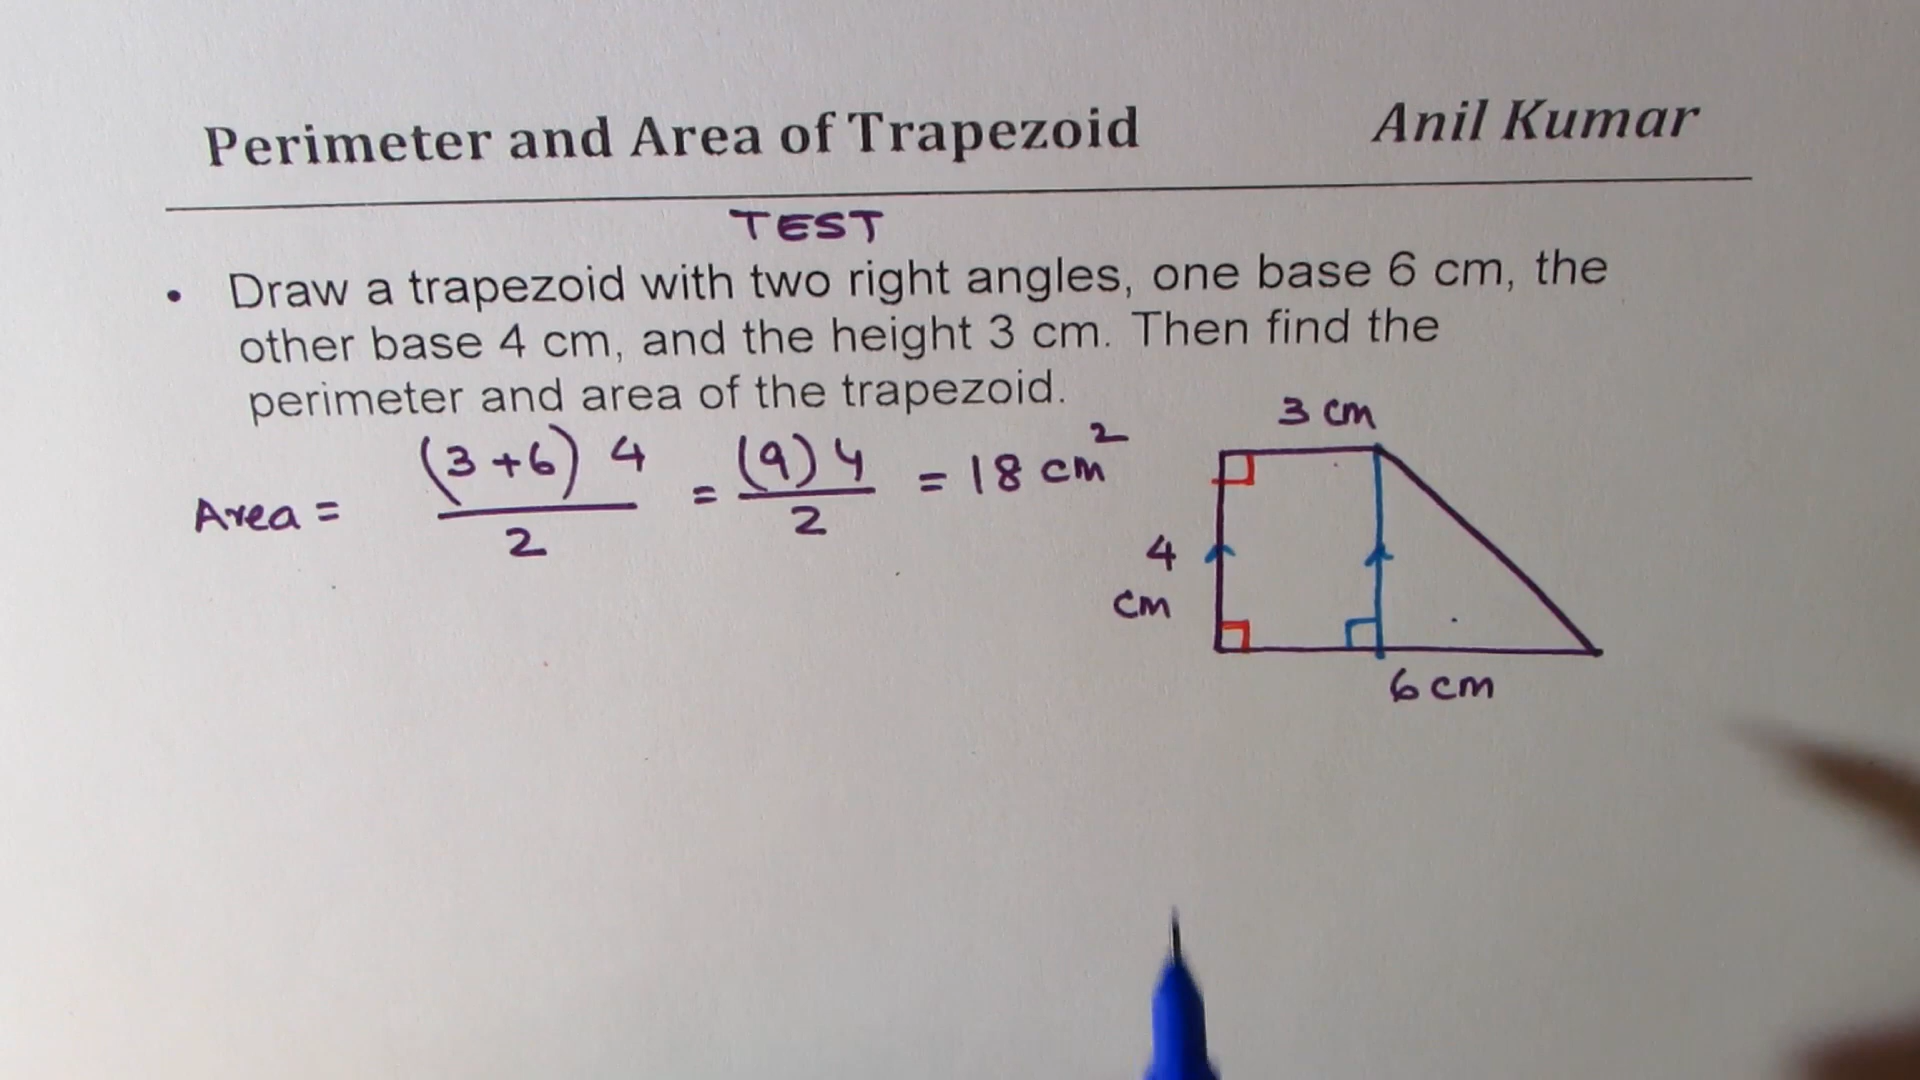 Perimeter and Area of Trapezoid Anil Kumar
TEST
• Draw a trapezoid with two right angles, one base 6 cm, the
other base 4 cm, and the height 3 cm. Then find the
perimeter and area of the trapezoid.
Area = (3+6) 4 / 2 = (9) 4 / 2 = 18 cm²
3 cm
4
cm
6 cm